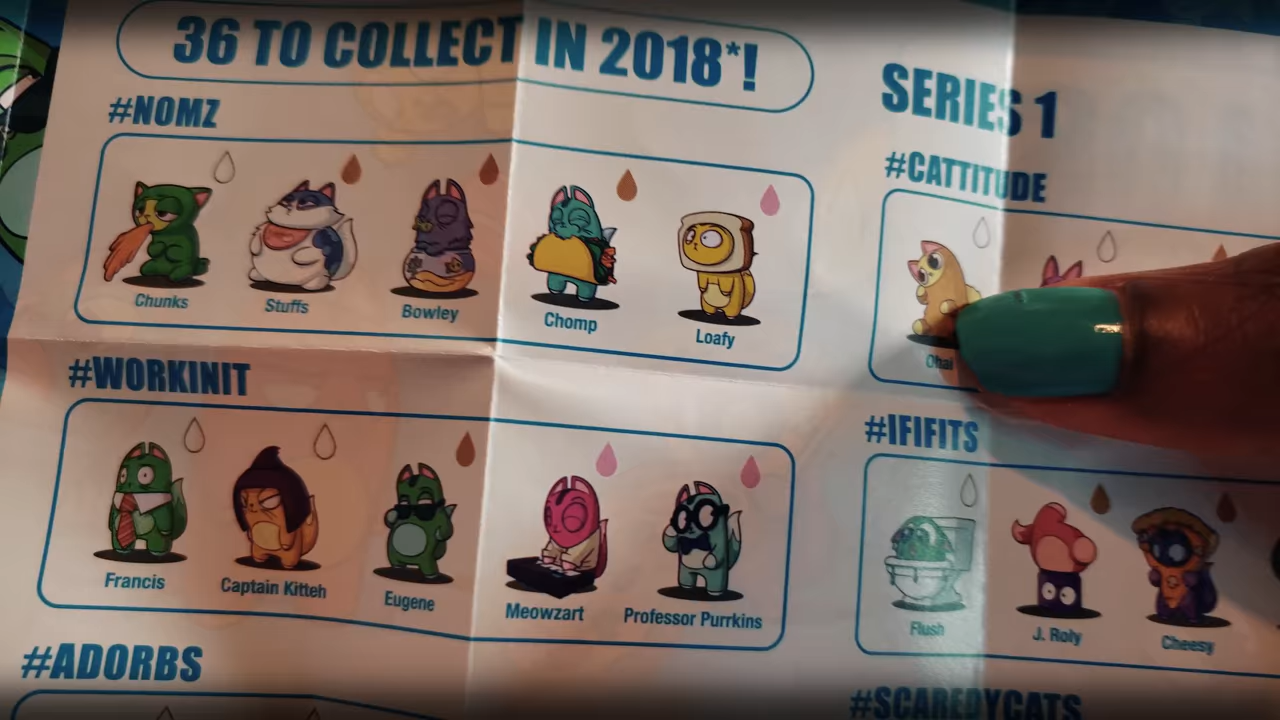 36 TO COLLECT IN 2018*!
#NOMZ
Chunks
Stuffs
Bowley
Chomp
Loafy
#WORKINIT
Francis
Captain Kitteh
Eugene
Meowzart
Professor Purrkins
#ADORBS
SERIES 1
#CATTITUDE
Ohai
#IFIFITS
Flush
J. Roly
Cheesy
#SCAREDYCATS